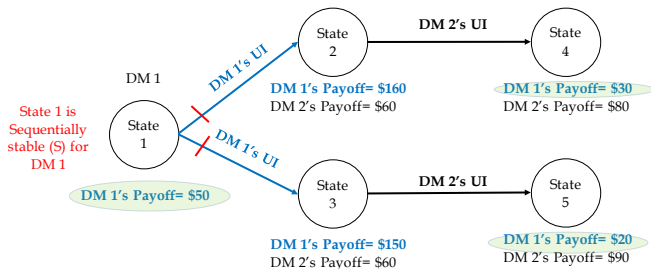 DM 1
State 1 is
Sequentially
stable (S) for
DM 1
State
1
DM 1's Payoff= $50
DM 1's UI
State
2
DM 1's Payoff= $160
DM 2's Payoff= $60
DM 2's UI
State
4
DM 1's Payoff= $30
DM 2's Payoff= $80
DM 1's UI
State
3
DM 1's Payoff= $150
DM 2's Payoff= $60
DM 2's UI
State
5
DM 1's Payoff= $20
DM 2's Payoff= $90